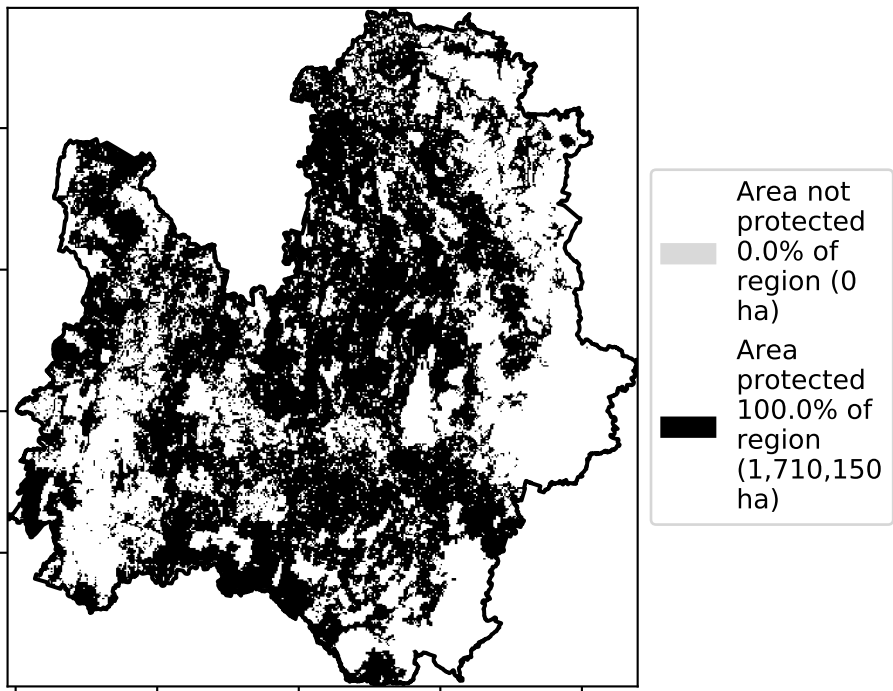 Area not
protected
0.0% of
region (0
ha)
Area
protected
100.0% of
region
(1,710,150
ha)